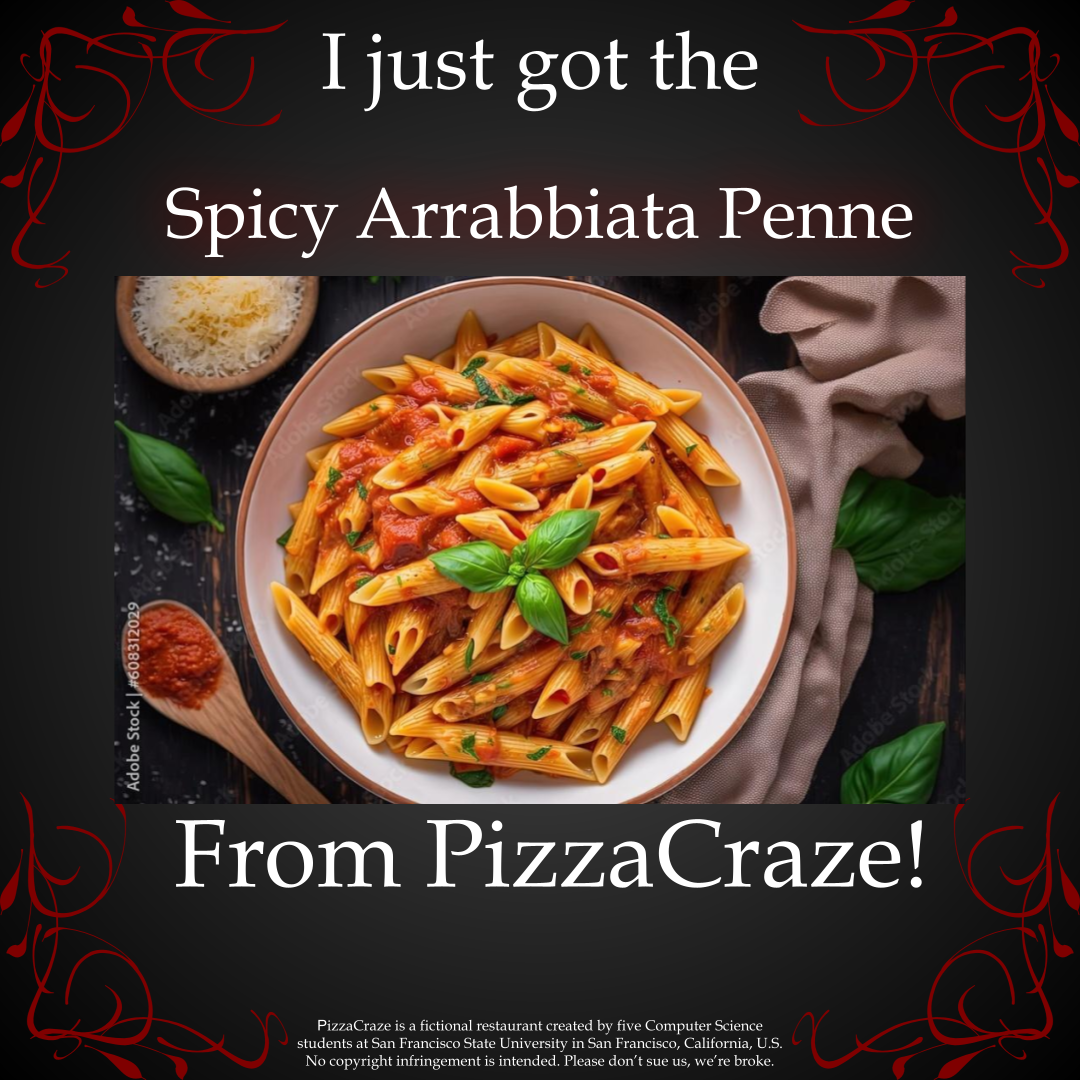 I just got the
Spicy Arrabbiata Penne
Adobe Stock | #608312029
From PizzaCraze!
PizzaCraze is a fictional restaurant created by five Computer Science
students at San Francisco State University in San Francisco, California, U.S.
No copyright infringement is intended. Please don’t sue us, we’re broke.